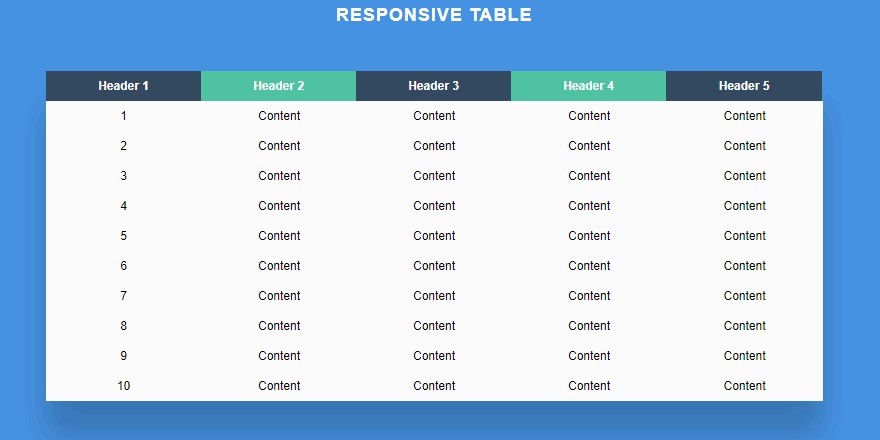 RESPONSIVE TABLE
Header 1 Header 2 Header 3 Header 4 Header 5
1 Content Content Content Content
2 Content Content Content Content
3 Content Content Content Content
4 Content Content Content Content
5 Content Content Content Content
6 Content Content Content Content
7 Content Content Content Content
8 Content Content Content Content
9 Content Content Content Content
10 Content Content Content Content